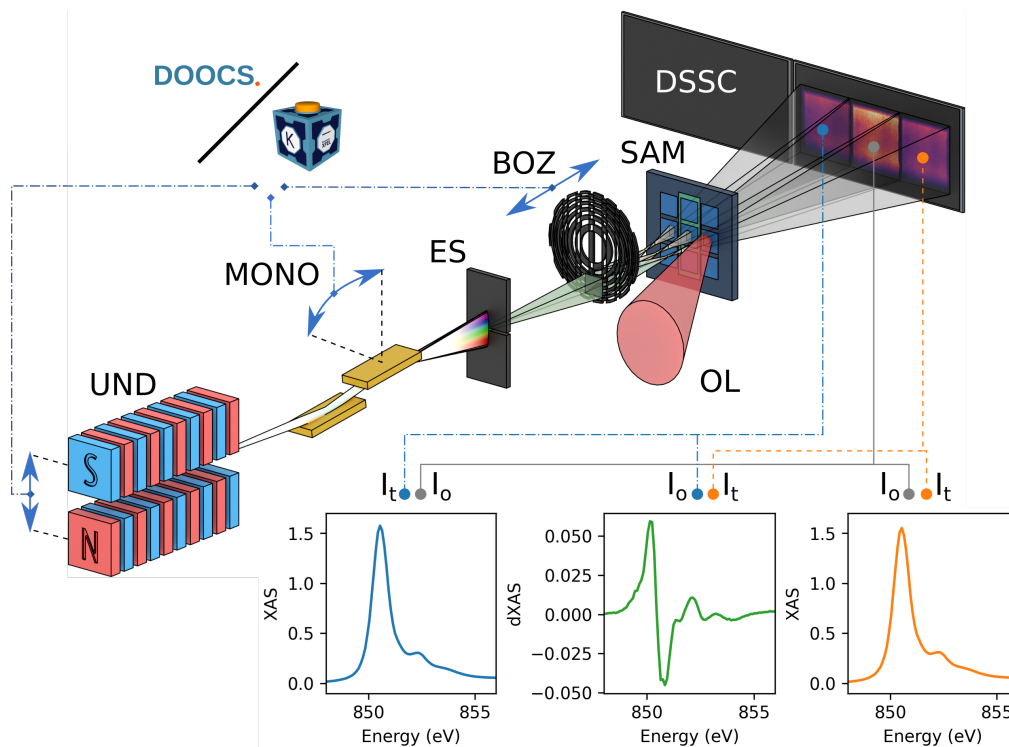 DOOCS.
K
XFEL
DSSC
BOZ
SAM
ES
MONO
OL
UND
S
N
It Io
Io It
Io It
XAS
1.5
1.0
0.5
0.0
850 855
Energy (eV)
dXAS
0.050
0.025
0.000
−0.025
−0.050
850 855
Energy (eV)
XAS
1.5
1.0
0.5
0.0
850 855
Energy (eV)